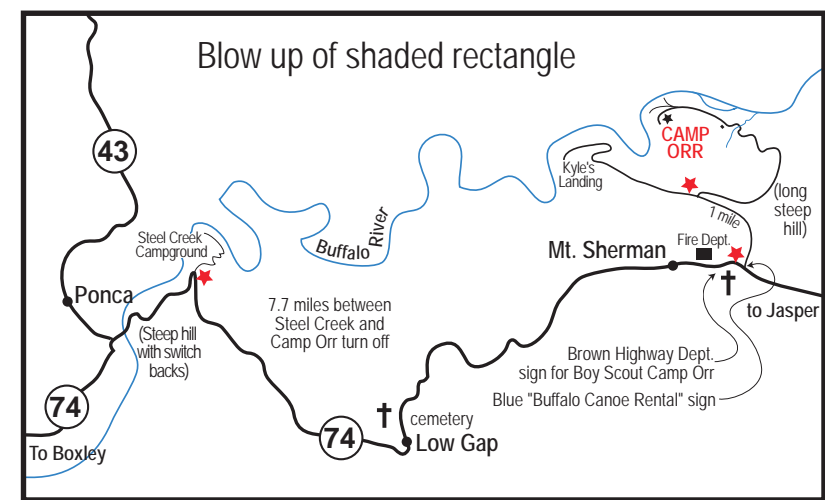 Blow up of shaded rectangle
43
CAMP
ORR
Kyle's
Landing
(long
steep
hill)
1 mile
Steel Creek
Campground
Buffalo River
Fire Dept.
Mt. Sherman
Ponca
7.7 miles between
Steel Creek and
Camp Orr turn off
to Jasper
(Steep hill
with switch
backs)
Brown Highway Dept.
sign for Boy Scout Camp Orr
Blue "Buffalo Canoe Rental" sign
74
cemetery
74
Low Gap
To Boxley